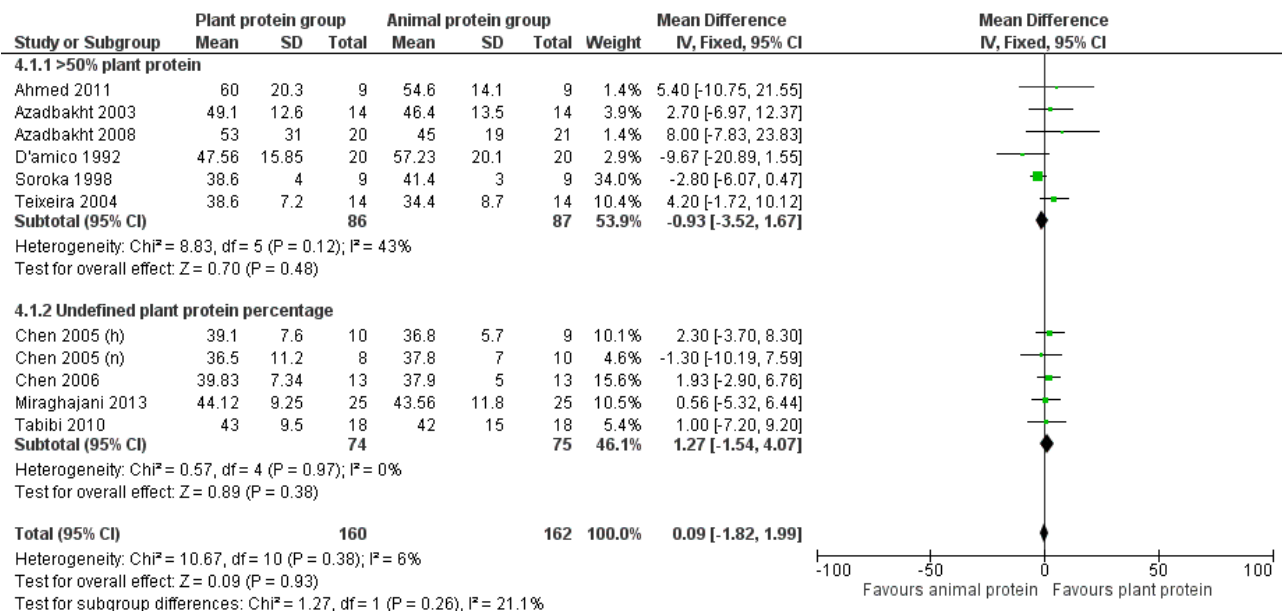 Plant protein group Animal protein group Mean Difference Mean Difference
Study or Subgroup Mean SD Total Mean SD Total Weight IV, Fixed, 95% CI IV, Fixed, 95% CI
4.1.1 >50% plant protein
Ahmed 2011 60 20.3 9 54.6 14.1 9 1.4% 5.40 [-10.75, 21.55]
Azadbakht 2003 49.1 12.6 14 46.4 13.5 14 3.9% 2.70 [-6.97, 12.37]
Azadbakht 2008 53 31 20 45 19 21 1.4% 8.00 [-7.83, 23.83]
D'amico 1992 47.56 15.85 20 57.23 20.1 20 2.9% -9.67 [-20.89, 1.55]
Soroka 1998 38.6 4 9 41.4 3 9 34.0% -2.80 [-6.07, 0.47]
Teixeira 2004 38.6 7.2 14 34.4 8.7 14 10.4% 4.20 [-1.72, 10.12]
Subtotal (95% CI) 86 87 53.9% -0.93 [-3.52, 1.67]
Heterogeneity: Chi² = 8.83, df = 5 (P = 0.12); I² = 43%
Test for overall effect: Z = 0.70 (P = 0.48)
4.1.2 Undefined plant protein percentage
Chen 2005 (h) 39.1 7.6 10 36.8 5.7 9 10.1% 2.30 [-3.70, 8.30]
Chen 2005 (n) 36.5 11.2 8 37.8 7 10 4.6% -1.30 [-10.19, 7.59]
Chen 2006 39.83 7.34 13 37.9 5 13 15.6% 1.93 [-2.90, 6.76]
Miraghajani 2013 44.12 9.25 25 43.56 11.8 25 10.5% 0.56 [-5.32, 6.44]
Tabibi 2010 43 9.5 18 42 15 18 5.4% 1.00 [-7.20, 9.20]
Subtotal (95% CI) 74 75 46.1% 1.27 [-1.54, 4.07]
Heterogeneity: Chi² = 0.57, df = 4 (P = 0.97); I² = 0%
Test for overall effect: Z = 0.89 (P = 0.38)
Total (95% CI) 160 162 100.0% 0.09 [-1.82, 1.99]
Heterogeneity: Chi² = 10.67, df = 10 (P = 0.38); I² = 6%
Test for overall effect: Z = 0.09 (P = 0.93)
Test for subgroup differences: Chi² = 1.27, df = 1 (P = 0.26), I² = 21.1%
-100 -50 0 50 100
Favours animal protein Favours plant protein